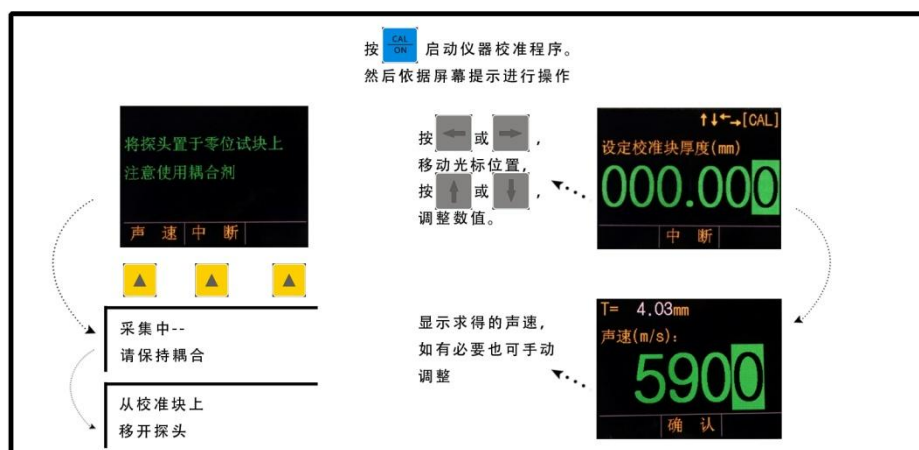 按 CAL ON 启动仪器校准程序。
然后依据屏幕提示进行操作
将探头置于零位试块上
注意使用耦合剂
声 速 中 断
采集中--
请保持耦合
从校准块上
移开探头
按 ← 或 → ,
移动光标位置,
按 ↑ 或 ↓ ,
调整数值。
↑↓←→[CAL]
设定校准块厚度(mm)
000.000
中 断
显示求得的声速,
如有必要也可手动
调整
T= 4.03mm
声速(m/s):
5900
确 认